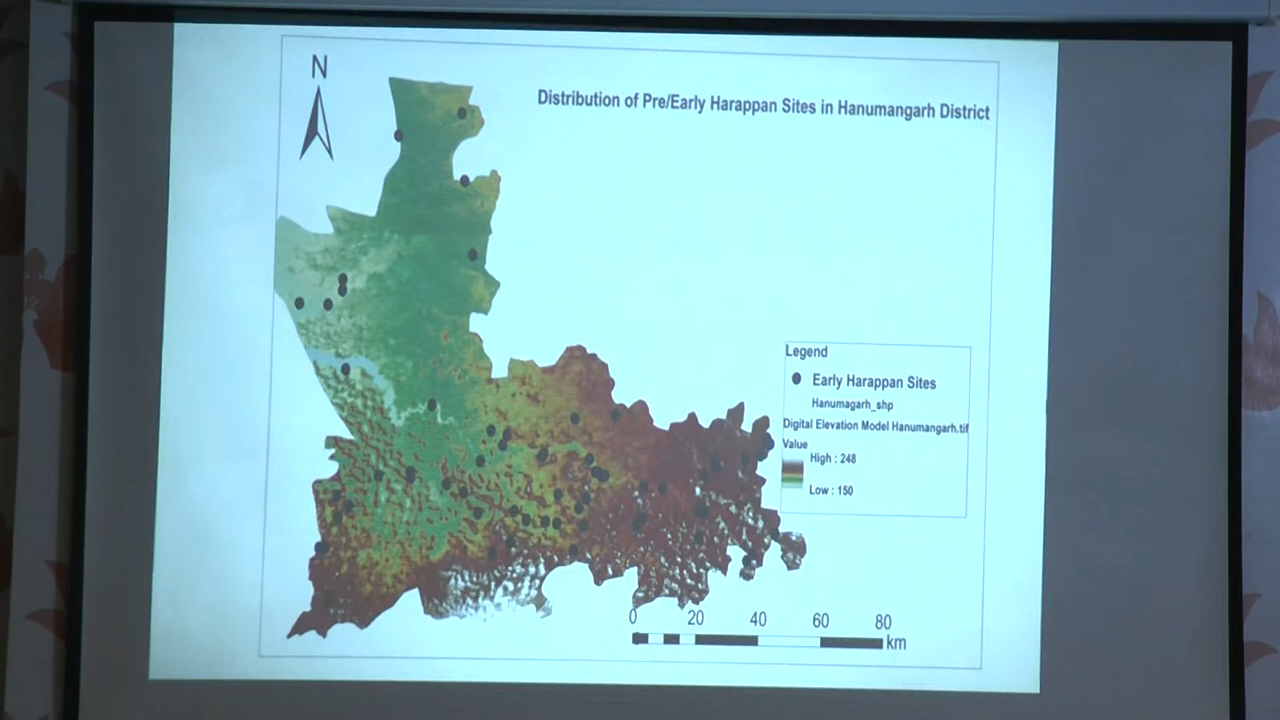 N
Distribution of Pre/Early Harappan Sites in Hanumangarh District
Legend
Early Harappan Sites
Hanumagarh_shp
Digital Elevation Model Hanumangarh.tif
Value
High : 248
Low : 150
0 20 40 60 80
km